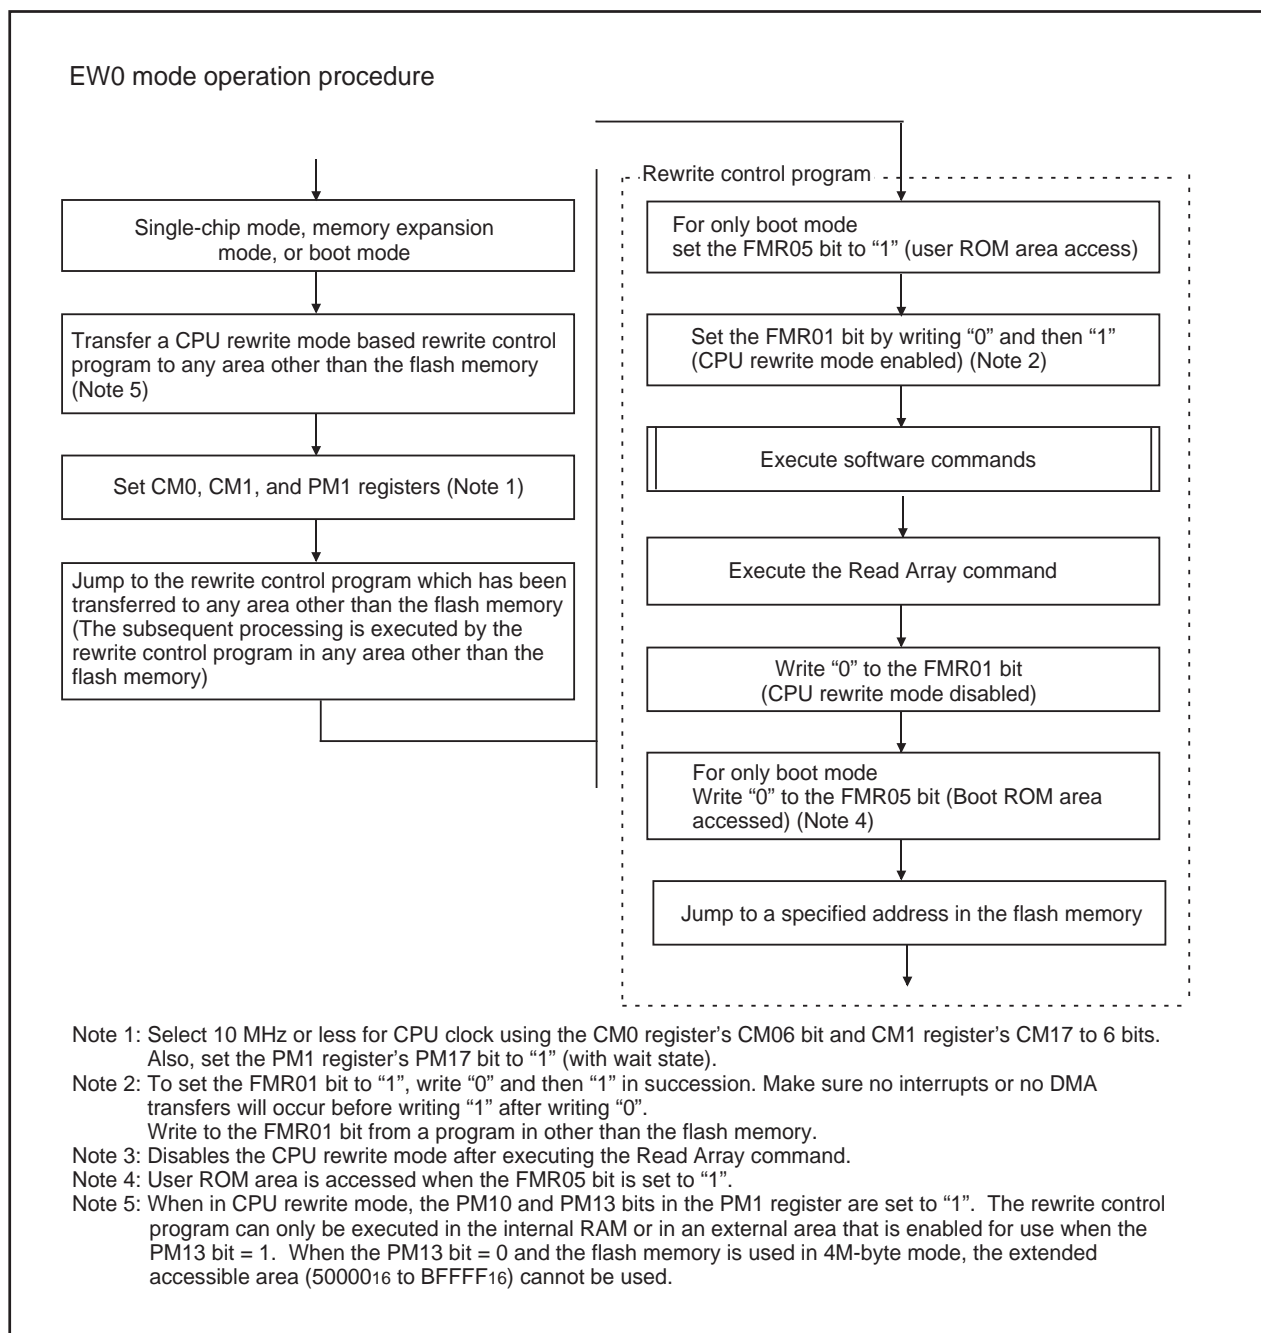 EW0 mode operation procedure
Single-chip mode, memory expansion
mode, or boot mode
Transfer a CPU rewrite mode based rewrite control
program to any area other than the flash memory
(Note 5)
Set CM0, CM1, and PM1 registers (Note 1)
Jump to the rewrite control program which has been
transferred to any area other than the flash memory
(The subsequent processing is executed by the
rewrite control program in any area other than the
flash memory)
Rewrite control program
For only boot mode
set the FMR05 bit to “1” (user ROM area access)
Set the FMR01 bit by writing “0” and then “1”
(CPU rewrite mode enabled) (Note 2)
Execute software commands
Execute the Read Array command
Write “0” to the FMR01 bit
(CPU rewrite mode disabled)
For only boot mode
Write “0” to the FMR05 bit (Boot ROM area
accessed) (Note 4)
Jump to a specified address in the flash memory
Note 1: Select 10 MHz or less for CPU clock using the CM0 register’s CM06 bit and CM1 register’s CM17 to 6 bits.
Also, set the PM1 register’s PM17 bit to “1” (with wait state).
Note 2: To set the FMR01 bit to “1”, write “0” and then “1” in succession. Make sure no interrupts or no DMA
transfers will occur before writing “1” after writing “0”.
Write to the FMR01 bit from a program in other than the flash memory.
Note 3: Disables the CPU rewrite mode after executing the Read Array command.
Note 4: User ROM area is accessed when the FMR05 bit is set to “1”.
Note 5: When in CPU rewrite mode, the PM10 and PM13 bits in the PM1 register are set to “1”. The rewrite control
program can only be executed in the internal RAM or in an external area that is enabled for use when the
PM13 bit = 1. When the PM13 bit = 0 and the flash memory is used in 4M-byte mode, the extended
accessible area (5000016 to BFFFF16) cannot be used.